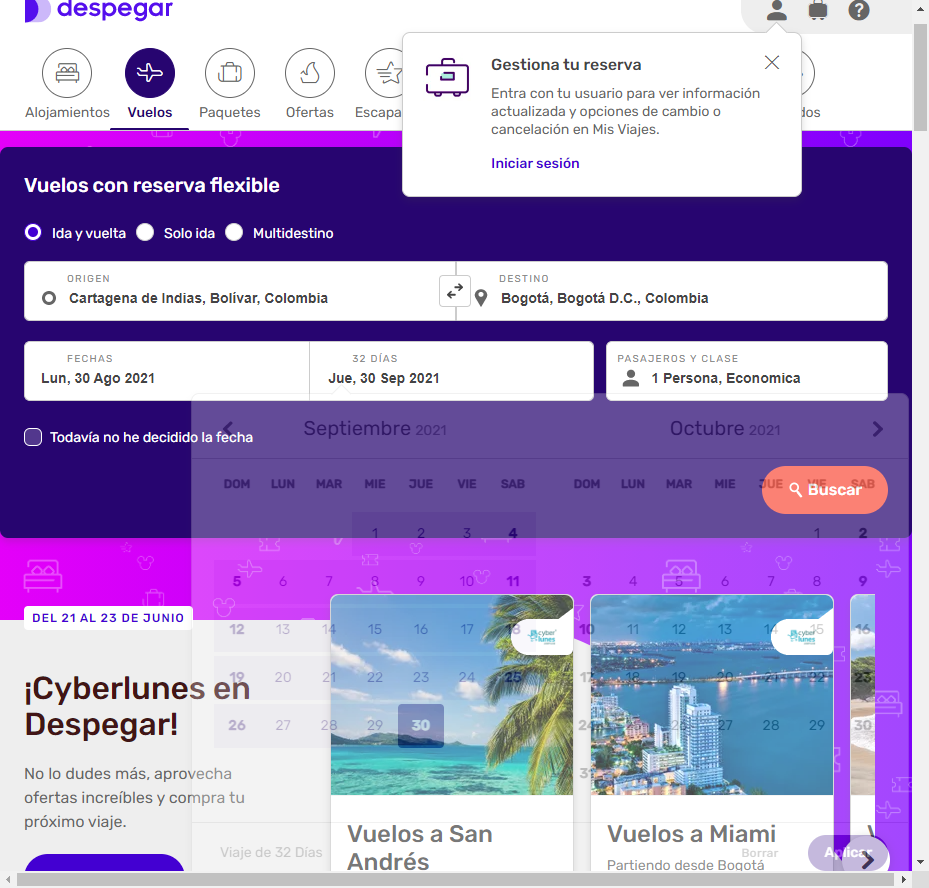 despegar
Alojamientos
Vuelos
Paquetes
Ofertas
Escapa
dos
Gestiona tu reserva
Entra con tu usuario para ver información
actualizada y opciones de cambio o
cancelación en Mis Viajes.
Iniciar sesión
Vuelos con reserva flexible
Ida y vuelta
Solo ida
Multidestino
ORIGEN
Cartagena de Indias, Bolívar, Colombia
DESTINO
Bogotá, Bogotá D.C., Colombia
FECHAS
Lun, 30 Ago 2021
32 DÍAS
Jue, 30 Sep 2021
PASAJEROS Y CLASE
1 Persona, Economica
Todavía no he decidido la fecha
Septiembre 2021
Octubre 2021
DOM LUN MAR MIE JUE VIE SAB
DOM LUN MAR MIE JUE VIE SAB
Buscar
1 2 3 4
1 2
5 6 7 8 9 10 11
3 4 5 6 7 8 9
12 13 14 15 16 17 18
10 11 12 13 14 15 16
19 20 21 22 23 24 25
17 18 19 20 21 22 23
26 27 28 29 30
24 25 26 27 28 29 30
31
DEL 21 AL 23 DE JUNIO
¡Cyberlunes en
Despegar!
No lo dudes más, aprovecha
ofertas increíbles y compra tu
próximo viaje.
cyber
lunes
cyber
lunes
Vuelos a San
Andrés
Vuelos a Miami
Partiendo desde Bogotá
V
Viaje de 32 Días
Borrar
Aplicar